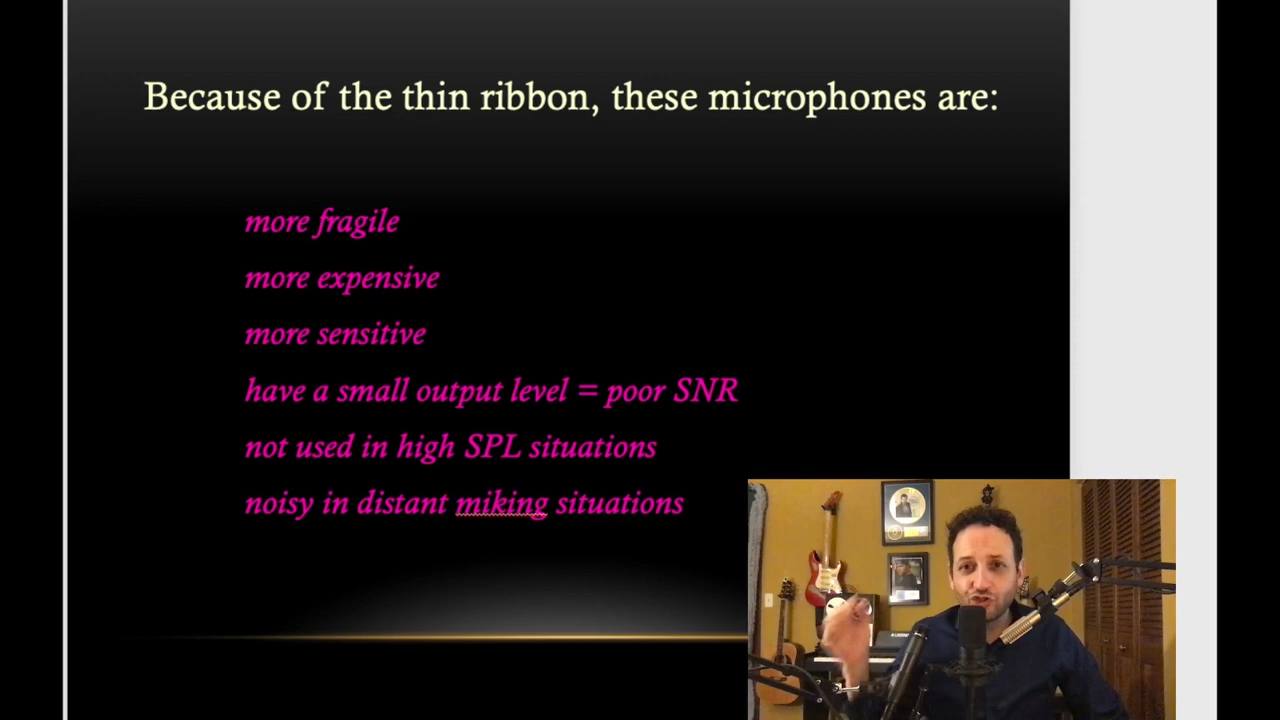 Because of the thin ribbon, these microphones are:
more fragile
more expensive
more sensitive
have a small output level = poor SNR
not used in high SPL situations
noisy in distant miking situations